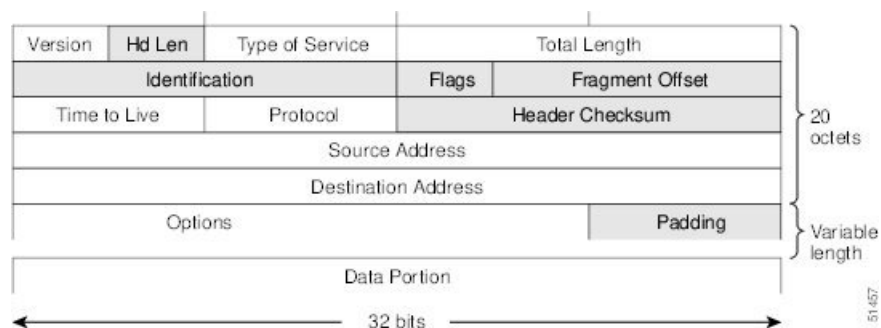 Version Hd Len Type of Service Total Length
Identification Flags Fragment Offset
Time to Live Protocol Header Checksum
20
octets
Source Address
Destination Address
Options Padding
Variable
length
Data Portion
32 bits
51457